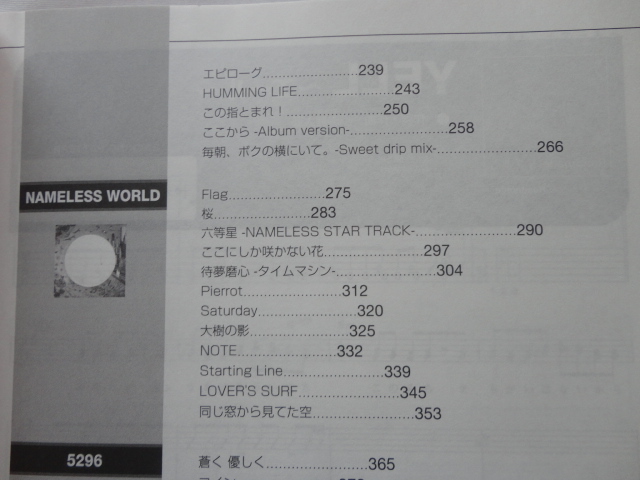 エピローグ..........................239
HUMMING LIFE..........................243
この指とまれ！..........................250
ここから -Album version-..........................258
毎朝、ボクの横にいて。-Sweet drip mix-..........................266
NAMELESS WORLD
Flag..........................275
桜..........................283
六等星 -NAMELESS STAR TRACK-..........................290
ここにしか咲かない花..........................297
待夢磨心 -タイムマシン-..........................304
Pierrot..........................312
Saturday..........................320
大樹の影..........................325
NOTE..........................332
Starting Line..........................339
LOVER'S SURF..........................345
同じ窓から見てた空..........................353
5296
蒼く 優しく..........................365